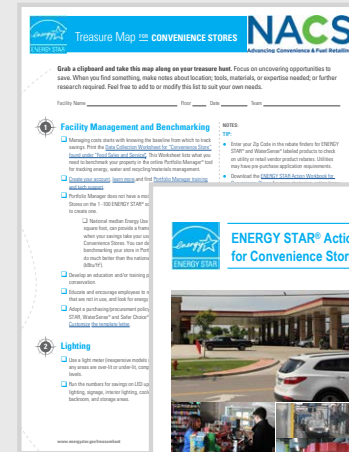 Treasure Map FOR CONVENIENCE STORES
NACS
Advancing Convenience & Fuel Retailin
ENERGY STAR
Grab a clipboard and take this map along on your treasure hunt. Focus on uncovering opportunities to
save. When you find something, make notes about location; tools, materials, or expertise needed; or further
research required. Feel free to add to or modify this list to suit your own needs.
Facility Name Floor Date Team
1 Facility Management and Benchmarking
Managing costs starts with knowing the baseline from which to track
savings. Print the Data Collection Worksheet for "Convenience Store"
found under "Food Sales and Service". This Worksheet lists what you
need to benchmark your property in the online Portfolio Manager® tool
for tracking energy, water and recycling/materials management.
Create your account, learn more and find Portfolio Manager training
and tech support.
Portfolio Manager does not have a
Stores on the 1 - 100 ENERGY STAR®
to create one.
National median Energy Use
square foot, can provide a
when your savings take your
Convenience Stores. You can
benchmarking your store in
do much better than the
(kBtu/ft²).
Develop an education and/or training
conservation.
Educate and encourage employees to
that are not in use, and look for energy
Adopt a purchasing/procurement policy
STAR, WaterSense® and Safer Choice®
Customize the template letter.
2 Lighting
Use a light meter (inexpensive models
any areas are over-lit or under-lit,
levels.
Run the numbers for savings on LED
lighting, signage, interior lighting,
backroom, and storage areas.
www.energystar.gov/treasurehunt
NOTES:
TIP:
Enter your Zip Code in the rebate finders for ENERGY
STAR® and WaterSense® labeled products to check
on utility or retail vendor product rebates. Utilities
may have pre-purchase application requirements.
Download the ENERGY STAR Action Workbook for
ENERGY STAR
ENERGY STAR® Actio
for Convenience Stor